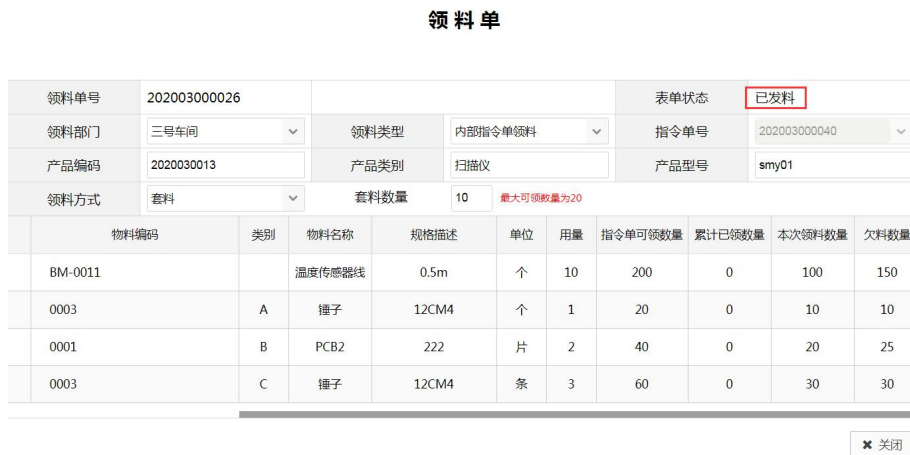 领料单
领料单号 202003000026 表单状态 已发料
领料部门 三号车间 领料类型 内部指令单领料 指令单号 202003000040
产品编码 2020030013 产品类别 扫描仪 产品型号 smy01
领料方式 套料 套料数量 10 最大可领数量为20
物料编码 类别 物料名称 规格描述 单位 用量 指令单可领数量 累计已领数量 本次领料数量 欠料数量
BM-0011 温度传感器线 0.5m 个 10 200 0 100 150
0003 A 锤子 12CM4 个 1 20 0 10 10
0001 B PCB2 222 片 2 40 0 20 25
0003 C 锤子 12CM4 条 3 60 0 30 30
✖ 关闭